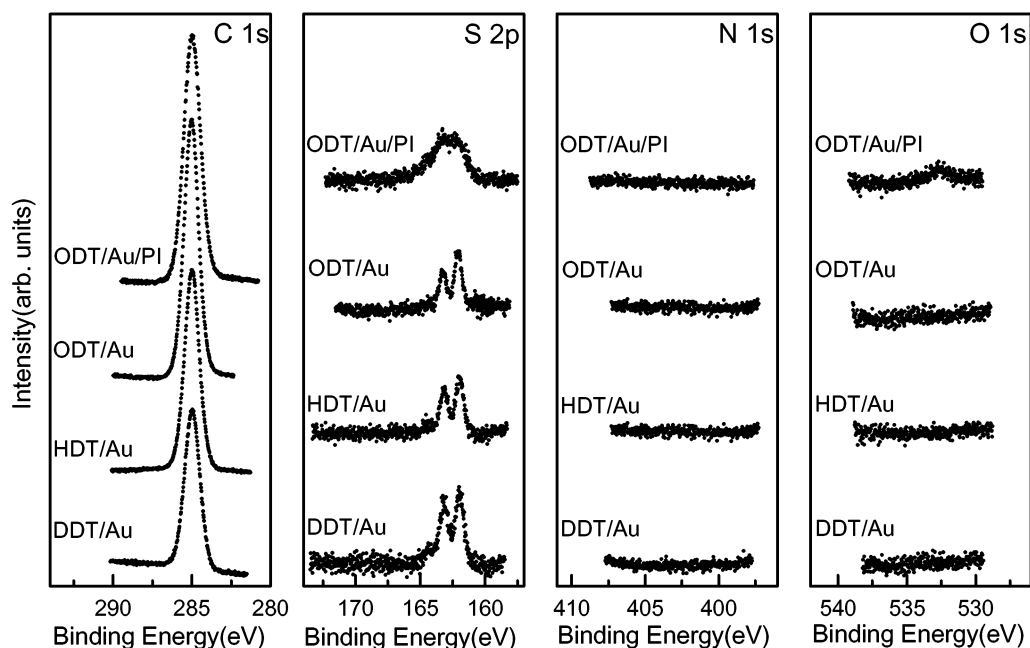 C 1s
S 2p
N 1s
O 1s
Intensity(arb. units)
ODT/Au/PI
ODT/Au
HDT/Au
DDT/Au
ODT/Au/PI
ODT/Au
HDT/Au
DDT/Au
ODT/Au/PI
ODT/Au
HDT/Au
DDT/Au
ODT/Au/PI
ODT/Au
HDT/Au
DDT/Au
290 285 280
170 165 160
410 405 400
540 535 530
Binding Energy(eV)
Binding Energy(eV)
Binding Energy(eV)
Binding Energy(eV)